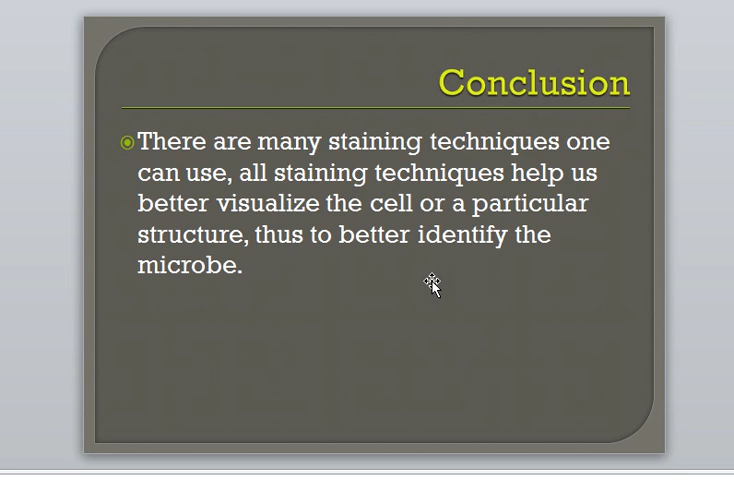 Conclusion
There are many staining techniques one
can use, all staining techniques help us
better visualize the cell or a particular
structure, thus to better identify the
microbe.